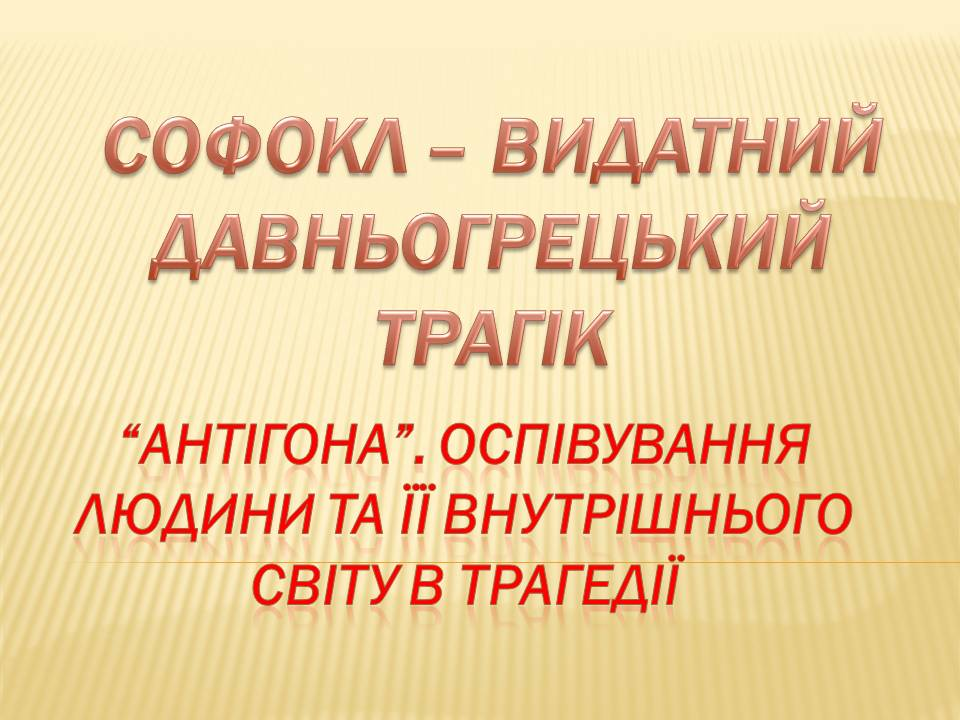 СОФОКЛ – ВИДАТНИЙ
ДАВНЬОГРЕЦЬКИЙ
ТРАГІК
“АНТІГОНА”. ОСПІВУВАННЯ
ЛЮДИНИ ТА ЇЇ ВНУТРІШНЬОГО
СВІТУ В ТРАГЕДІЇ